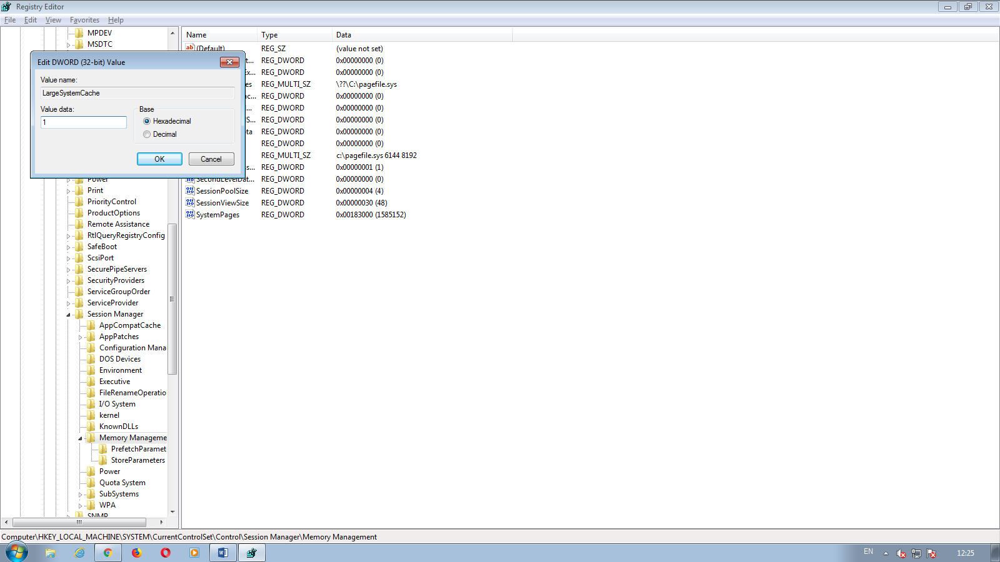 Registry Editor
File Edit View Favorites Help
MPDEV
MSDTC
Edit DWORD (32-bit) Value
Value name:
LargeSystemCache
Value data:
1
Base
Hexadecimal
Decimal
OK Cancel
Power
Print
PriorityControl
ProductOptions
Remote Assistance
RtlQueryRegistryConfig
SafeBoot
ScsiPort
SecurePipeServers
SecurityProviders
ServiceGroupOrder
ServiceProvider
Session Manager
AppCompatCache
AppPatches
Configuration Mana
DOS Devices
Environment
Executive
FileRenameOperatio
I/O System
kernel
KnownDLLs
Memory Manageme
PrefetchParamet
StoreParameters
Power
Quota System
SubSystems
WPA
SNMP
Name Type Data
(Default) REG_SZ (value not set)
t... REG_DWORD 0x00000000 (0)
Ex... REG_DWORD 0x00000000 (0)
es REG_MULTI_SZ \??\C:\pagefile.sys
ac... REG_DWORD 0x00000000 (0)
... REG_DWORD 0x00000000 (0)
S... REG_DWORD 0x00000000 (0)
ta REG_DWORD 0x00000000 (0)
REG_DWORD 0x00000000 (0)
REG_MULTI_SZ c:\pagefile.sys 6144 8192
ss... REG_DWORD 0x00000001 (1)
SecondLevelDat... REG_DWORD 0x00000000 (0)
SessionPoolSize REG_DWORD 0x00000004 (4)
SessionViewSize REG_DWORD 0x00000030 (48)
SystemPages REG_DWORD 0x00183000 (1585152)
Computer\HKEY_LOCAL_MACHINE\SYSTEM\CurrentControlSet\Control\Session Manager\Memory Management
EN 12:25